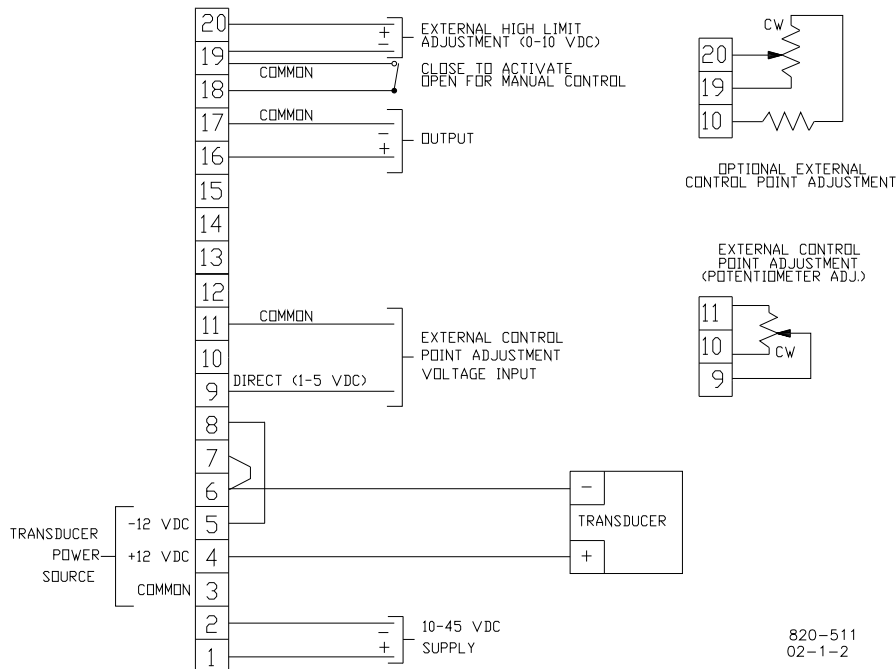 20
19
18
17
16
15
14
13
12
11
10
9
8
7
6
5
4
3
2
1
+
−
EXTERNAL HIGH LIMIT
ADJUSTMENT (0-10 VDC)
COMMON
CLOSE TO ACTIVATE
OPEN FOR MANUAL CONTROL
COMMON
−
+
OUTPUT
COMMON
DIRECT (1-5 VDC)
EXTERNAL CONTROL
POINT ADJUSTMENT
VOLTAGE INPUT
TRANSDUCER
POWER
SOURCE
-12 VDC
+12 VDC
COMMON
−
TRANSDUCER
+
−
+
10-45 VDC
SUPPLY
CW
20
19
10
OPTIONAL EXTERNAL
CONTROL POINT ADJUSTMENT
EXTERNAL CONTROL
POINT ADJUSTMENT
(POTENTIOMETER ADJ.)
11
10
9
CW
820-511
02-1-2